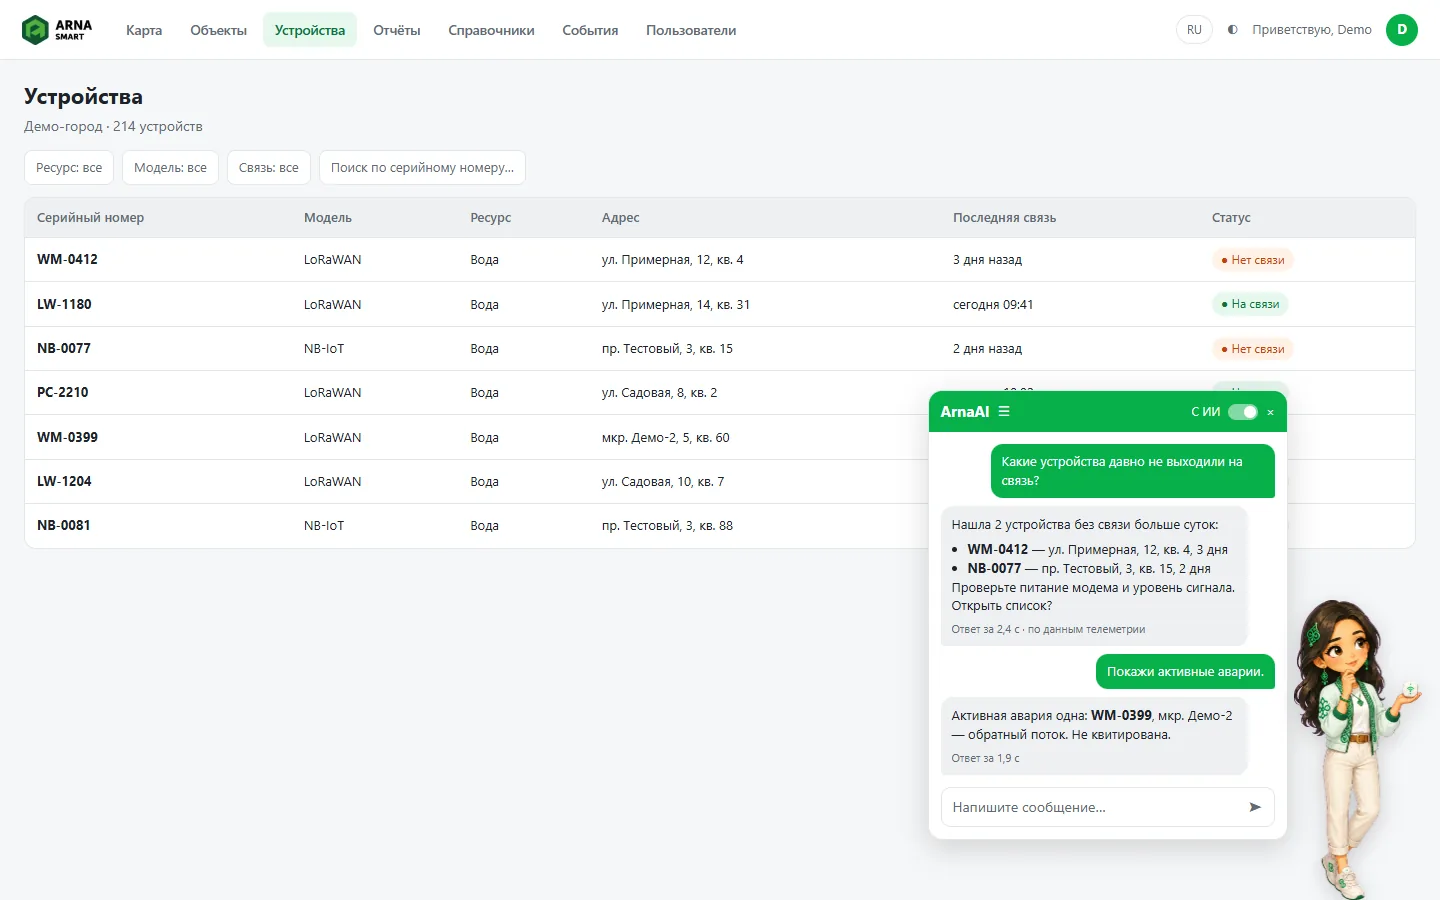 ARNA
SMART
Карта Объекты Устройства Отчёты Справочники События Пользователи
RU Приветствую, Demo D
Устройства
Демо-город · 214 устройств
Ресурс: все Модель: все Связь: все Поиск по серийному номеру...
Серийный номер Модель Ресурс Адрес Последняя связь Статус
WM-0412 LoRaWAN Вода ул. Примерная, 12, кв. 4 3 дня назад Нет связи
LW-1180 LoRaWAN Вода ул. Примерная, 14, кв. 31 сегодня 09:41 На связи
NB-0077 NB-IoT Вода пр. Тестовый, 3, кв. 15 2 дня назад Нет связи
PC-2210 LoRaWAN Вода ул. Садовая, 8, кв. 2
WM-0399 LoRaWAN Вода мкр. Демо-2, 5, кв. 60
LW-1204 LoRaWAN Вода ул. Садовая, 10, кв. 7
NB-0081 NB-IoT Вода пр. Тестовый, 3, кв. 88
ArnaAI ☰ С ИИ ×
Какие устройства давно не выходили на
связь?
Нашла 2 устройства без связи больше суток:
• WM-0412 — ул. Примерная, 12, кв. 4, 3 дня
• NB-0077 — пр. Тестовый, 3, кв. 15, 2 дня
Проверьте питание модема и уровень сигнала.
Открыть список?
Ответ за 2,4 с · по данным телеметрии
Покажи активные аварии.
Активная авария одна: WM-0399, мкр. Демо-2
— обратный поток. Не квитирована.
Ответ за 1,9 с
Напишите сообщение...